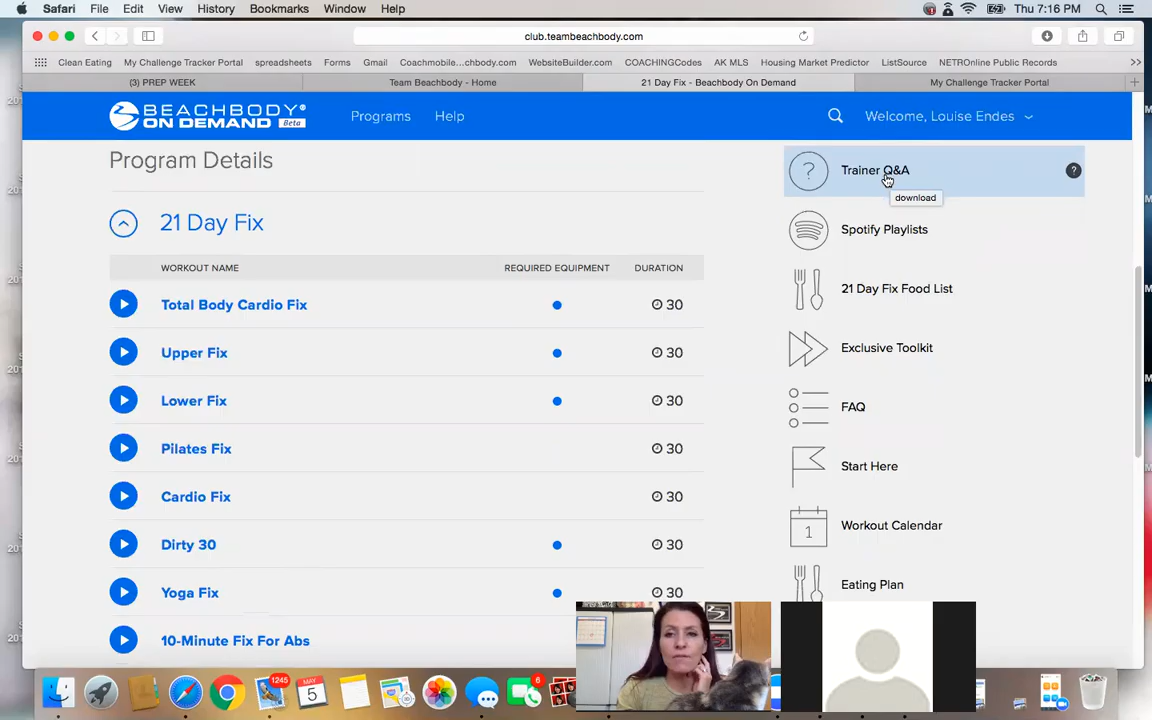 Safari File Edit View History Bookmarks Window Help
Thu 7:16 PM
club.teambeachbody.com
Clean Eating My Challenge Tracker Portal spreadsheets Forms Gmail Coachmobile...chbody.com WebsiteBuilder.com COACHINGCodes AK MLS Housing Market Predictor ListSource NETROnline Public Records
(3) PREP WEEK Team Beachbody - Home 21 Day Fix - Beachbody On Demand My Challenge Tracker Portal
BEACHBODY®
ON DEMAND Beta
Programs Help
Welcome, Louise Endes
Program Details
21 Day Fix
WORKOUT NAME REQUIRED EQUIPMENT DURATION
Total Body Cardio Fix 30
Upper Fix 30
Lower Fix 30
Pilates Fix 30
Cardio Fix 30
Dirty 30 30
Yoga Fix 30
10-Minute Fix For Abs
? Trainer Q&A ?
download
Spotify Playlists
21 Day Fix Food List
Exclusive Toolkit
FAQ
Start Here
1 Workout Calendar
Eating Plan
1245
MAY
5
6